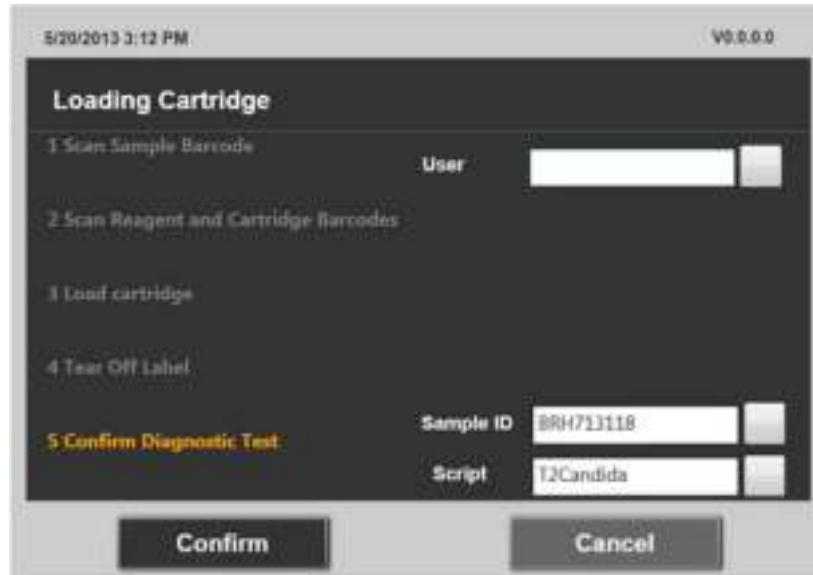 5/20/2013 3:12 PM
V0.0.0.0
Loading Cartridge
1 Scan Sample Barcode
User
2 Scan Reagent and Cartridge Barcodes
3 Load cartridge
4 Tear Off Label
5 Confirm Diagnostic Test
Sample ID
BRH713118
Script
T2Candida
Confirm
Cancel